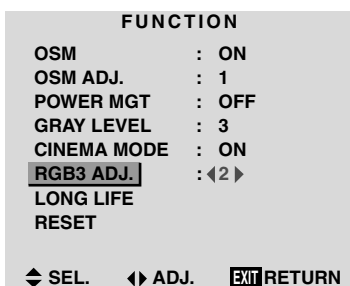 FUNCTION
OSM : ON
OSM ADJ. : 1
POWER MGT : OFF
GRAY LEVEL : 3
CINEMA MODE : ON
RGB3 ADJ. : ◀2▶
LONG LIFE
RESET
SEL. ADJ. EXIT RETURN